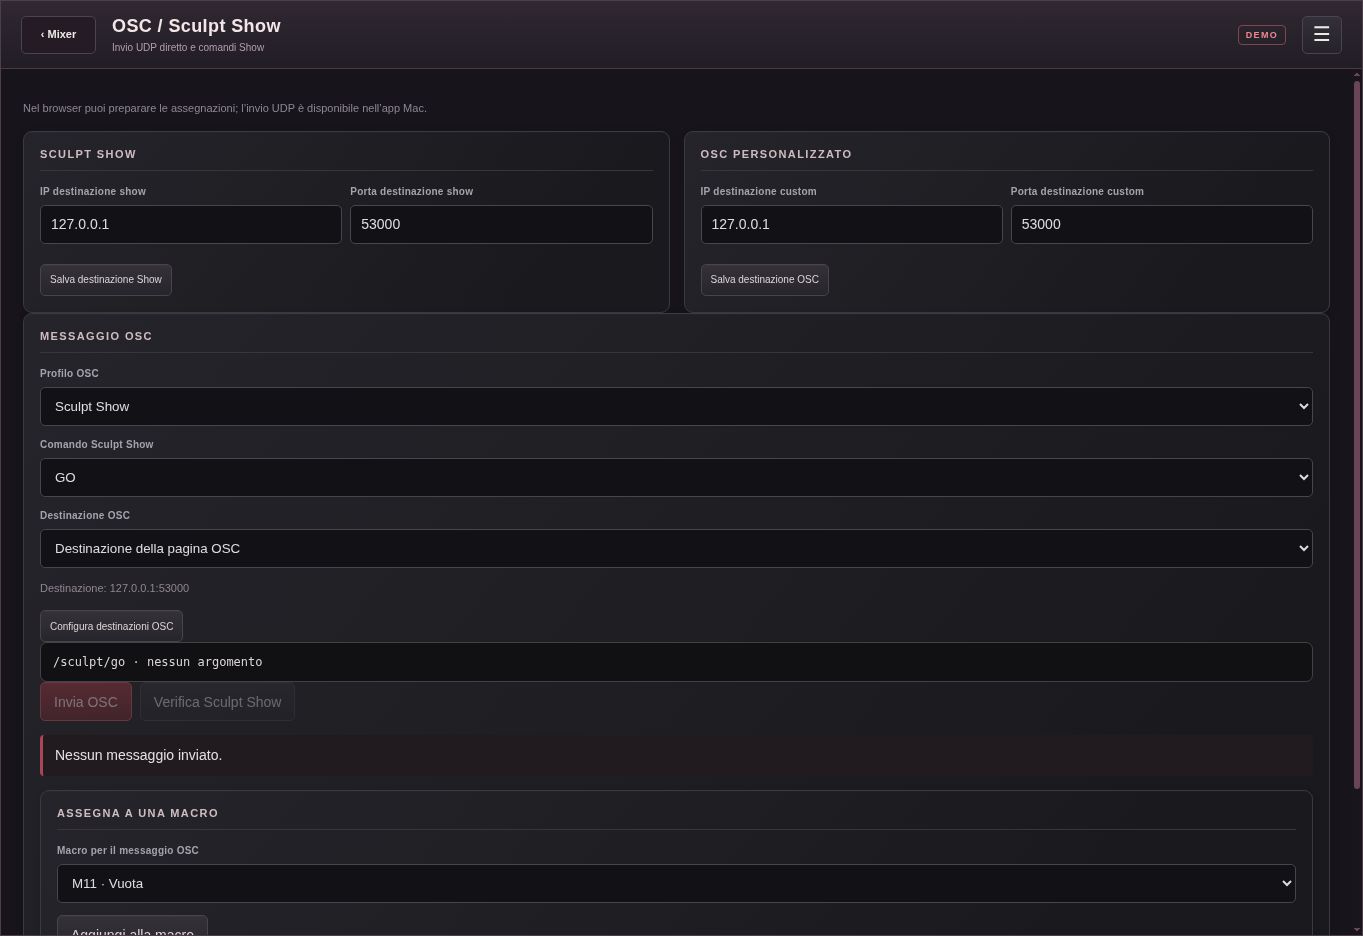 ‹ Mixer
OSC / Sculpt Show
Invio UDP diretto e comandi Show
DEMO
Nel browser puoi preparare le assegnazioni; l’invio UDP è disponibile nell’app Mac.
SCULPT SHOW
IP destinazione show
Porta destinazione show
127.0.0.1
53000
Salva destinazione Show
OSC PERSONALIZZATO
IP destinazione custom
Porta destinazione custom
127.0.0.1
53000
Salva destinazione OSC
MESSAGGIO OSC
Profilo OSC
Sculpt Show
Comando Sculpt Show
GO
Destinazione OSC
Destinazione della pagina OSC
Destinazione: 127.0.0.1:53000
Configura destinazioni OSC
/sculpt/go · nessun argomento
Invia OSC
Verifica Sculpt Show
Nessun messaggio inviato.
ASSEGNA A UNA MACRO
Macro per il messaggio OSC
M11 · Vuota
Aggiungi alla macro